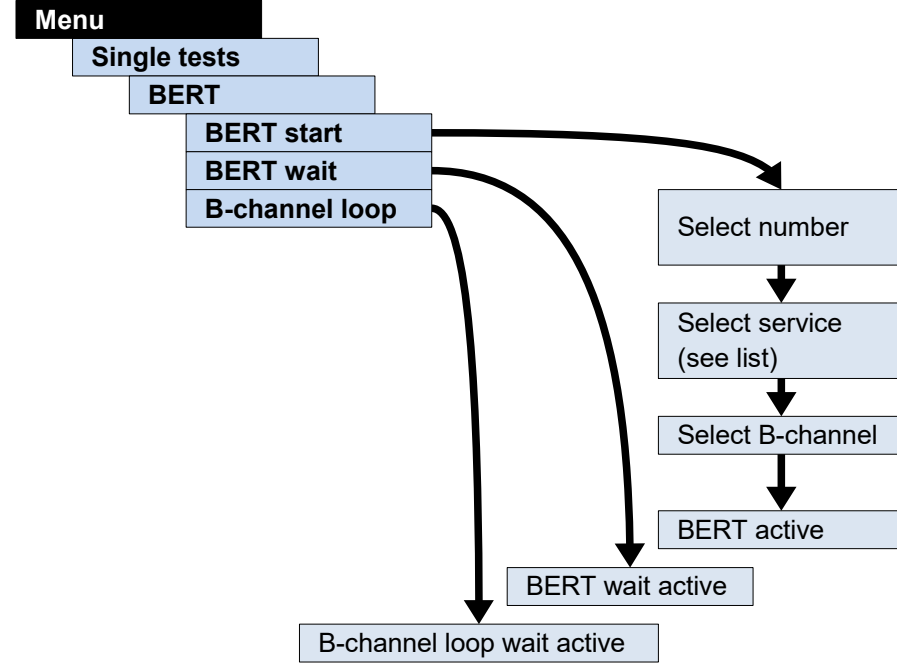 Menu
Single tests
BERT
BERT start
BERT wait
B-channel loop
Select number
Select service
(see list)
Select B-channel
BERT active
BERT wait active
B-channel loop wait active